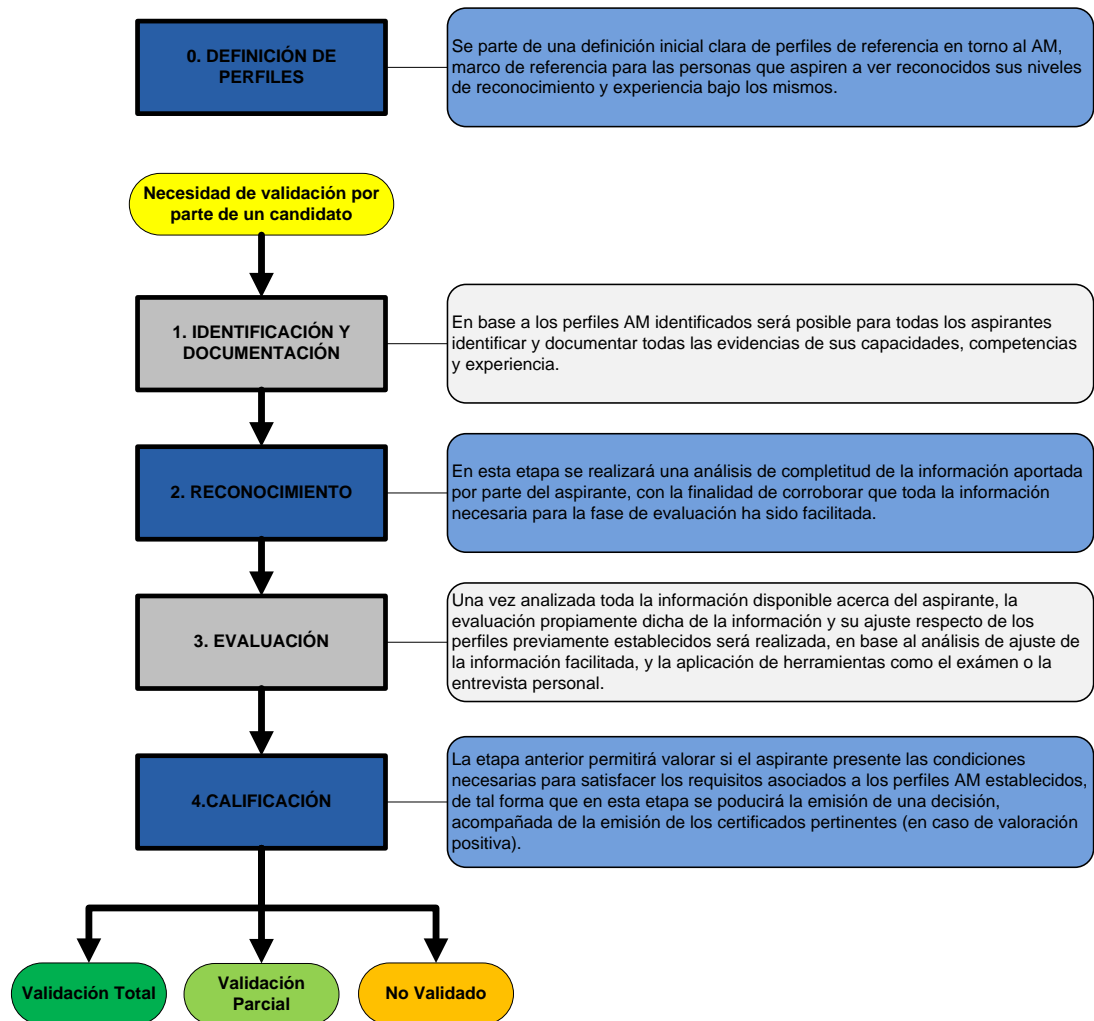 0. DEFINICIÓN DE
PERFILES
Se parte de una definición inicial clara de perfiles de referencia en torno al AM,
marco de referencia para las personas que aspiren a ver reconocidos sus niveles
de reconocimiento y experiencia bajo los mismos.
Necesidad de validación por
parte de un candidato
1. IDENTIFICACIÓN Y
DOCUMENTACIÓN
En base a los perfiles AM identificados será posible para todas los aspirantes
identificar y documentar todas las evidencias de sus capacidades, competencias
y experiencia.
2. RECONOCIMIENTO
En esta etapa se realizará una análisis de completitud de la información aportada
por parte del aspirante, con la finalidad de corroborar que toda la información
necesaria para la fase de evaluación ha sido facilitada.
3. EVALUACIÓN
Una vez analizada toda la información disponible acerca del aspirante, la
evaluación propiamente dicha de la información y su ajuste respecto de los
perfiles previamente establecidos será realizada, en base al análisis de ajuste de
la información facilitada, y la aplicación de herramientas como el exámen o la
entrevista personal.
4.CALIFICACIÓN
La etapa anterior permitirá valorar si el aspirante presente las condiciones
necesarias para satisfacer los requisitos asociados a los perfiles AM establecidos,
de tal forma que en esta etapa se poducirá la emisión de una decisión,
acompañada de la emisión de los certificados pertinentes (en caso de valoración
positiva).
Validación Total
Validación
Parcial
No Validado